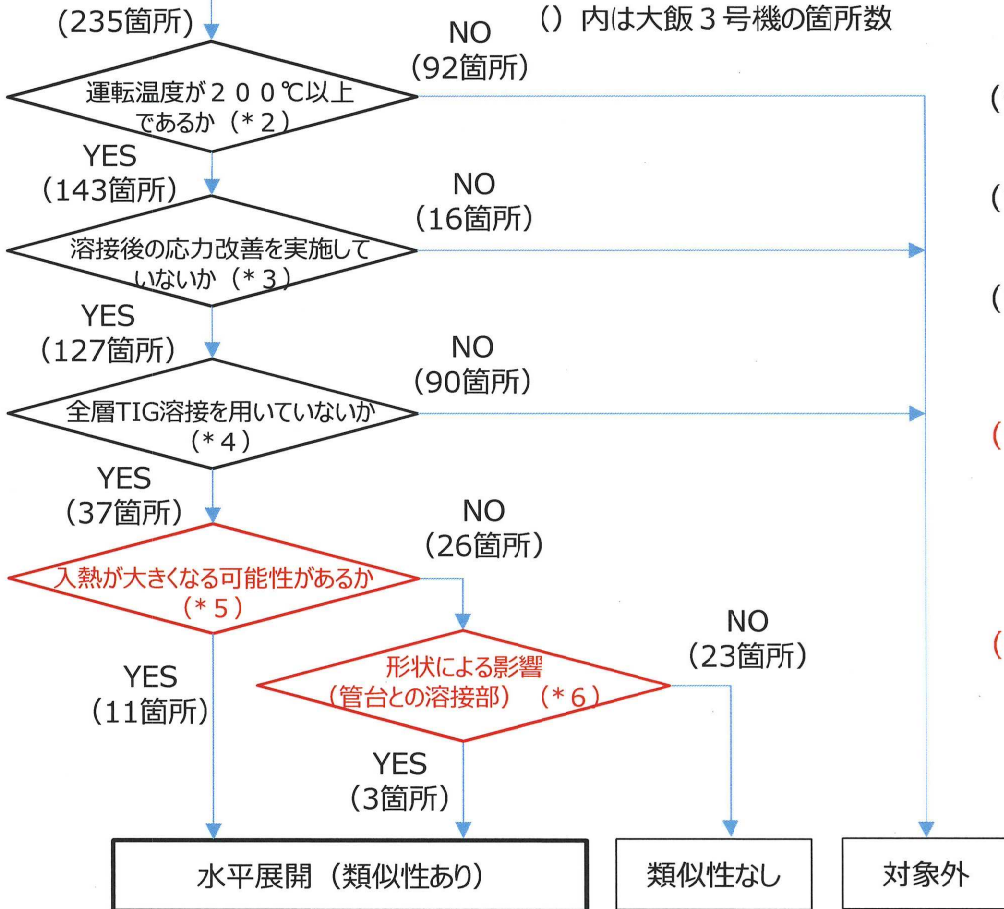 (235箇所)
() 内は大飯3号機の箇所数
NO
(92箇所)
運転温度が200℃以上
であるか (*2)
YES
(143箇所)
NO
(16箇所)
溶接後の応力改善を実施して
いないか (*3)
YES
(127箇所)
NO
(90箇所)
全層TIG溶接を用いていないか
(*4)
YES
(37箇所)
NO
(26箇所)
入熱が大きくなる可能性があるか
(*5)
NO
(23箇所)
形状による影響
(管台との溶接部) (*6)
YES
(11箇所)
YES
(3箇所)
水平展開 (類似性あり)
類似性なし
対象外
(
(
(
(
(